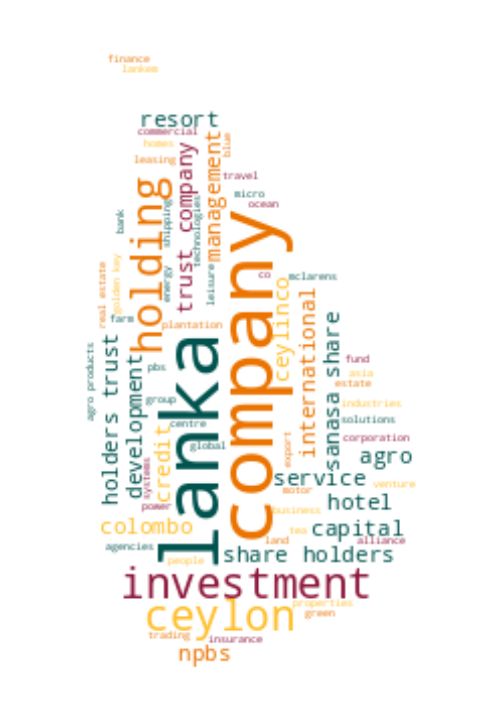 finance
lankem
resort
commercial
homes
blue
leasing
management
trust company
travel
holding
micro
ocean
bank
shipping
technologies
company
real estate
golden key
energy
leisure
co
mclarens
ceylinco
international
farm
plantation
sanasa share
lanka
agro products
holders trust
development
pbs
fund
asia
estate
group
industries
credit
centre
solutions
global
corporation
export
agro
systems
service
venture
motor
power
hotel
business
colombo
tea
capital
agencies
land
alliance
people
share holders
investment
ceylon
properties
green
trading
insurance
npbs